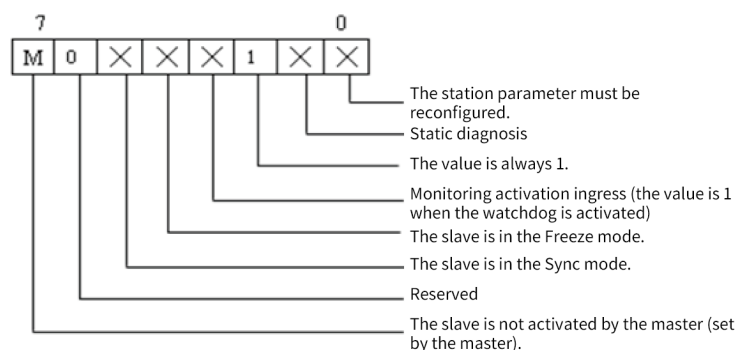 7 0
M 0 X X X 1 X X
The station parameter must be
reconfigured.
Static diagnosis
The value is always 1.
Monitoring activation ingress (the value is 1
when the watchdog is activated)
The slave is in the Freeze mode.
The slave is in the Sync mode.
Reserved
The slave is not activated by the master (set
by the master).